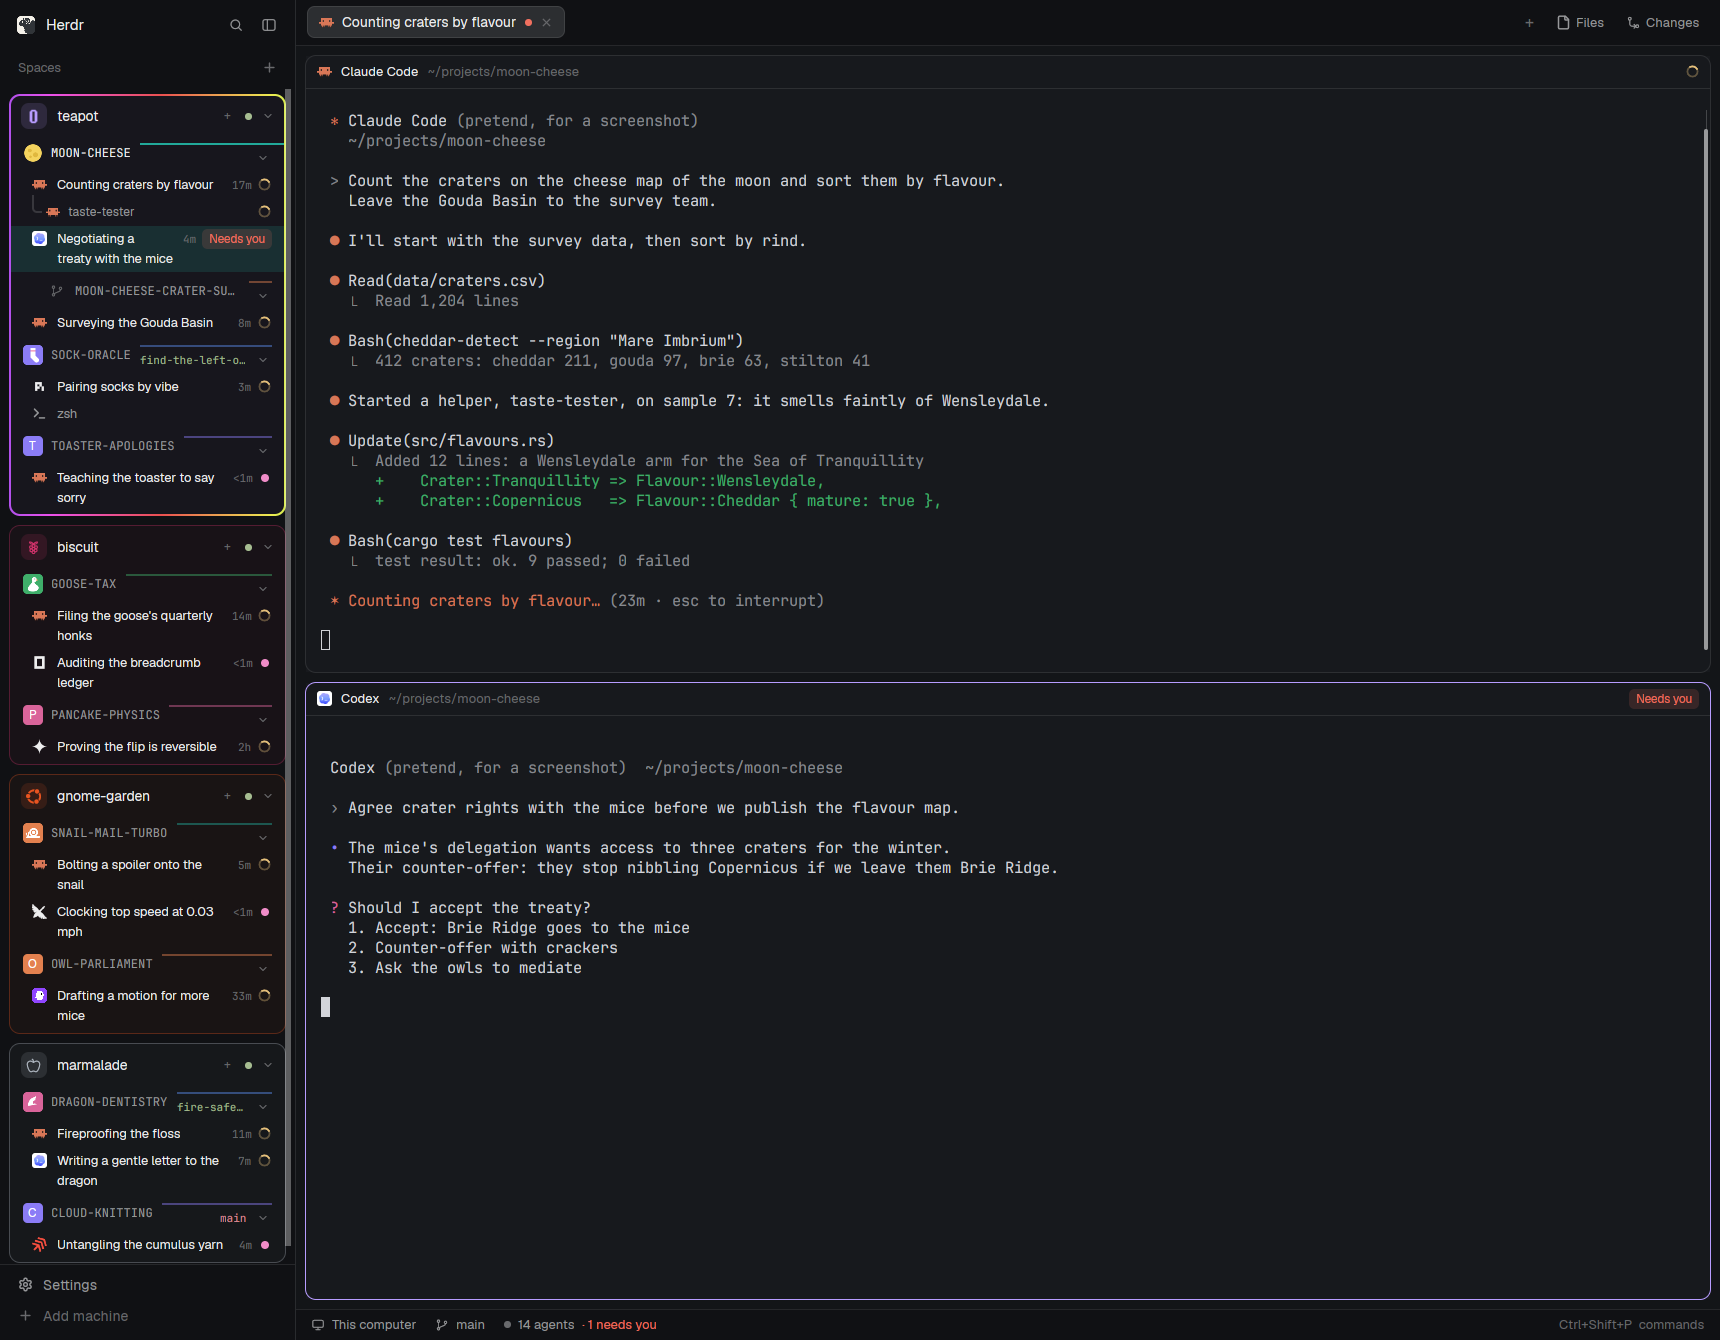 Herdr
Spaces
teapot
MOON-CHEESE
Counting craters by flavour 17m
taste-tester
Negotiating a treaty with the mice 4m Needs you
MOON-CHEESE-CRATER-SU…
Surveying the Gouda Basin 8m
SOCK-ORACLE find-the-left-o…
Pairing socks by vibe 3m
zsh
T TOASTER-APOLOGIES
Teaching the toaster to say sorry <1m
biscuit
GOOSE-TAX
Filing the goose's quarterly honks 14m
Auditing the breadcrumb ledger <1m
P PANCAKE-PHYSICS
Proving the flip is reversible 2h
gnome-garden
SNAIL-MAIL-TURBO
Bolting a spoiler onto the snail 5m
Clocking top speed at 0.03 mph <1m
O OWL-PARLIAMENT
Drafting a motion for more mice 33m
marmalade
DRAGON-DENTISTRY fire-safe…
Fireproofing the floss 11m
Writing a gentle letter to the dragon 7m
C CLOUD-KNITTING main
Untangling the cumulus yarn 4m
Settings
+ Add machine
Counting craters by flavour ×
+ Files Changes
Claude Code ~/projects/moon-cheese
* Claude Code (pretend, for a screenshot)
~/projects/moon-cheese
> Count the craters on the cheese map of the moon and sort them by flavour.
Leave the Gouda Basin to the survey team.
● I'll start with the survey data, then sort by rind.
● Read(data/craters.csv)
└ Read 1,204 lines
● Bash(cheddar-detect --region "Mare Imbrium")
└ 412 craters: cheddar 211, gouda 97, brie 63, stilton 41
● Started a helper, taste-tester, on sample 7: it smells faintly of Wensleydale.
● Update(src/flavours.rs)
└ Added 12 lines: a Wensleydale arm for the Sea of Tranquillity
+ Crater::Tranquillity => Flavour::Wensleydale,
+ Crater::Copernicus => Flavour::Cheddar { mature: true },
● Bash(cargo test flavours)
└ test result: ok. 9 passed; 0 failed
* Counting craters by flavour… (23m · esc to interrupt)
Codex ~/projects/moon-cheese Needs you
Codex (pretend, for a screenshot) ~/projects/moon-cheese
› Agree crater rights with the mice before we publish the flavour map.
• The mice's delegation wants access to three craters for the winter.
Their counter-offer: they stop nibbling Copernicus if we leave them Brie Ridge.
? Should I accept the treaty?
1. Accept: Brie Ridge goes to the mice
2. Counter-offer with crackers
3. Ask the owls to mediate
This computer main 14 agents · 1 needs you Ctrl+Shift+P commands